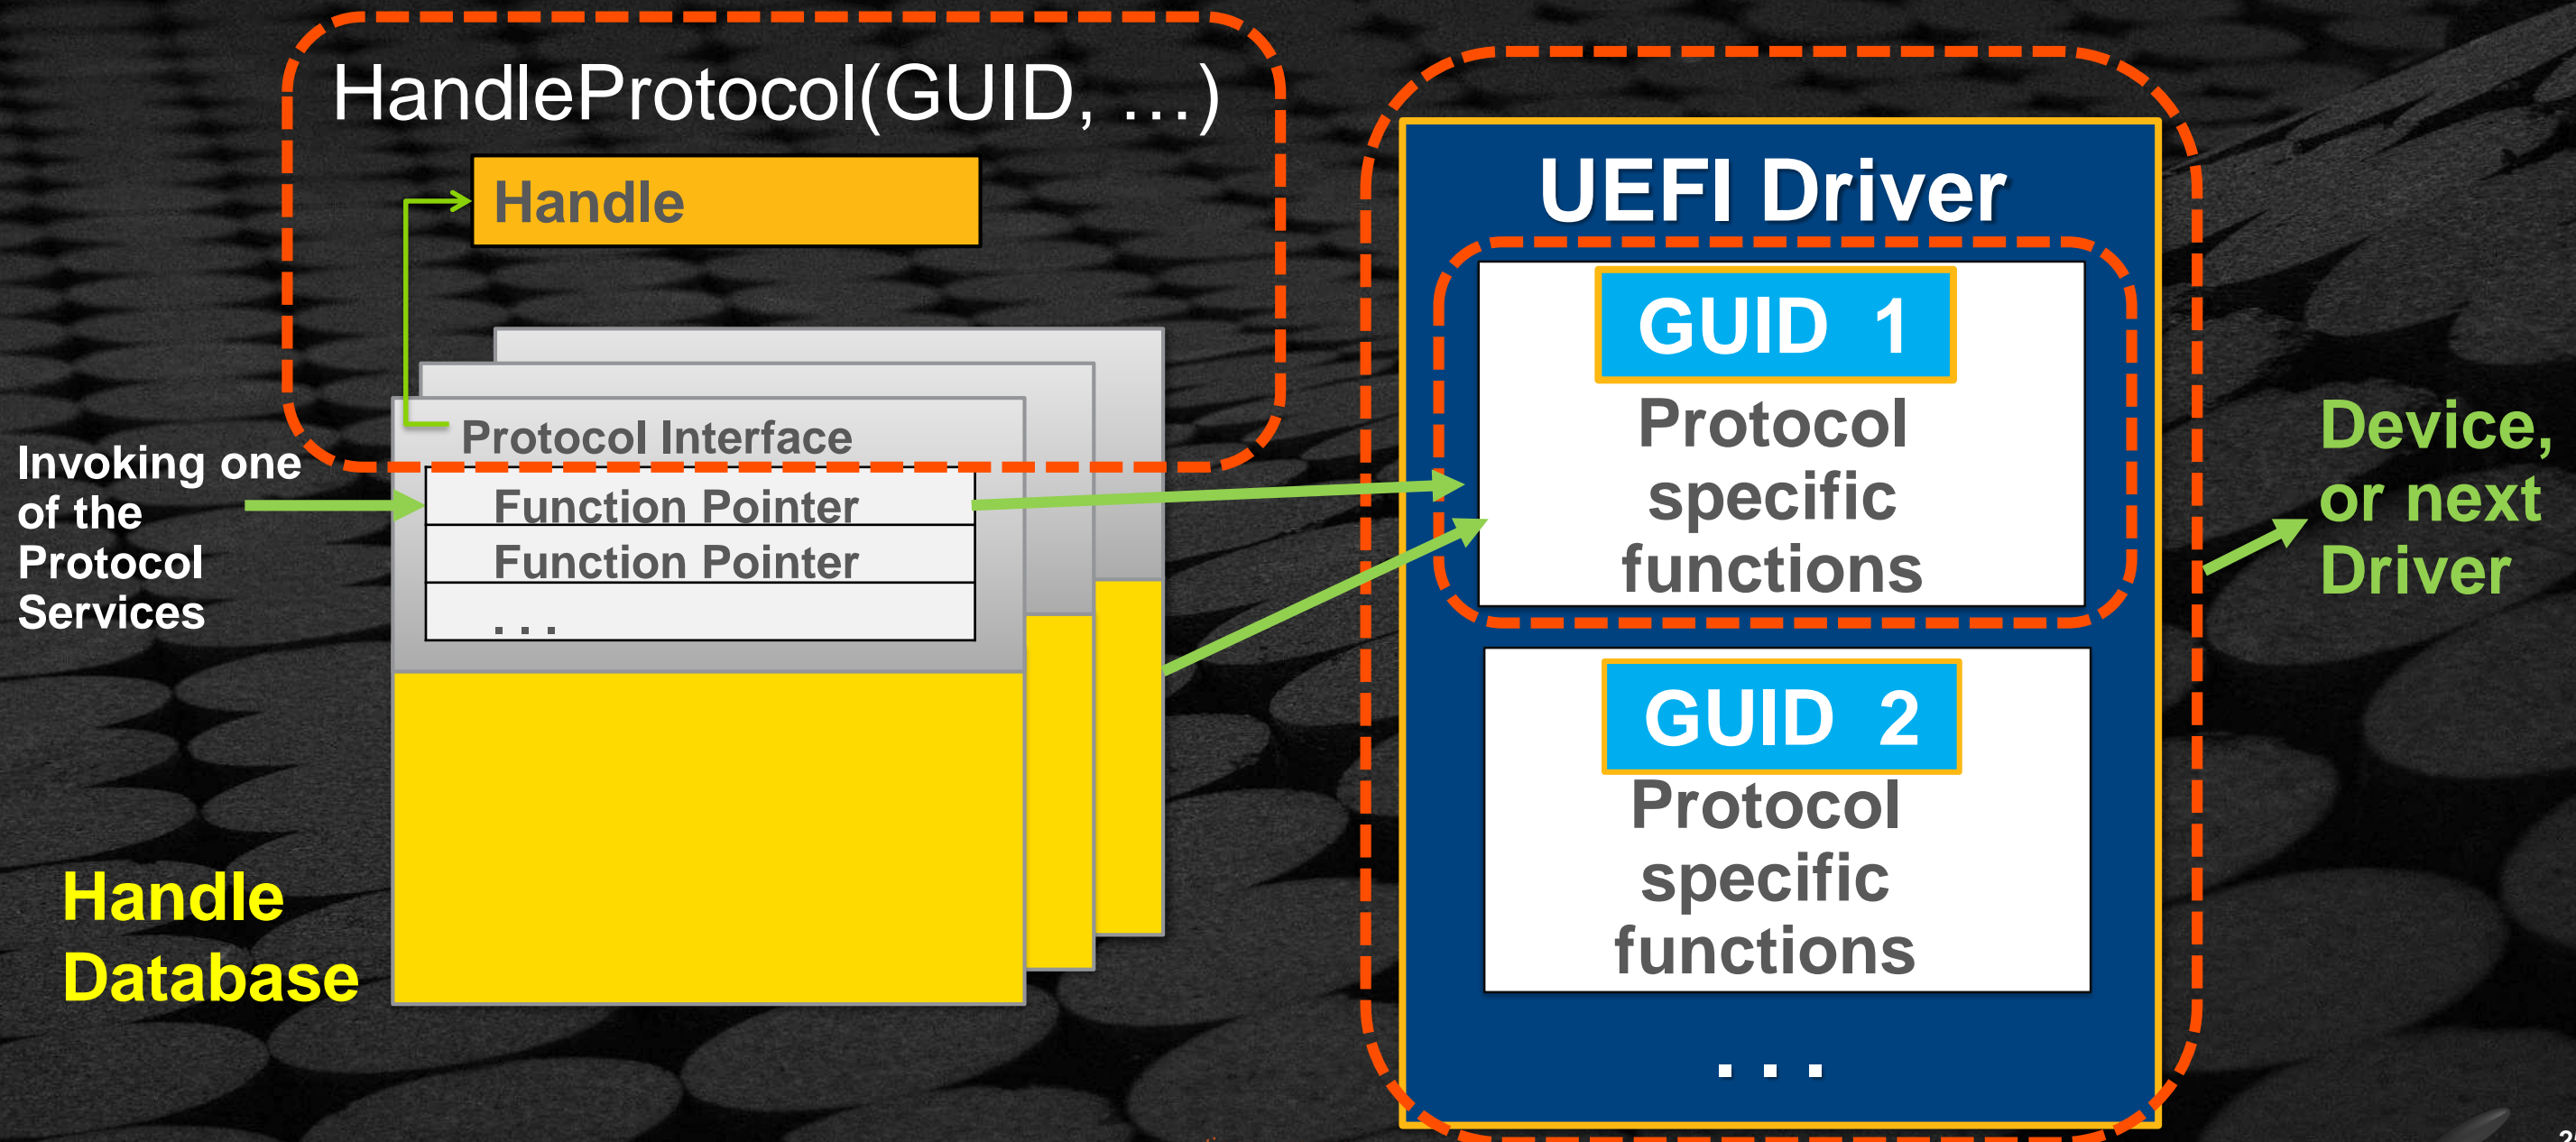 HandleProtocol(GUID, …)
Handle
Protocol Interface
Function Pointer
Function Pointer
. . .
Invoking one
of the
Protocol
Services
Handle
Database
UEFI Driver
GUID 1
Protocol
specific
functions
GUID 2
Protocol
specific
functions
. . .
Device,
or next
Driver